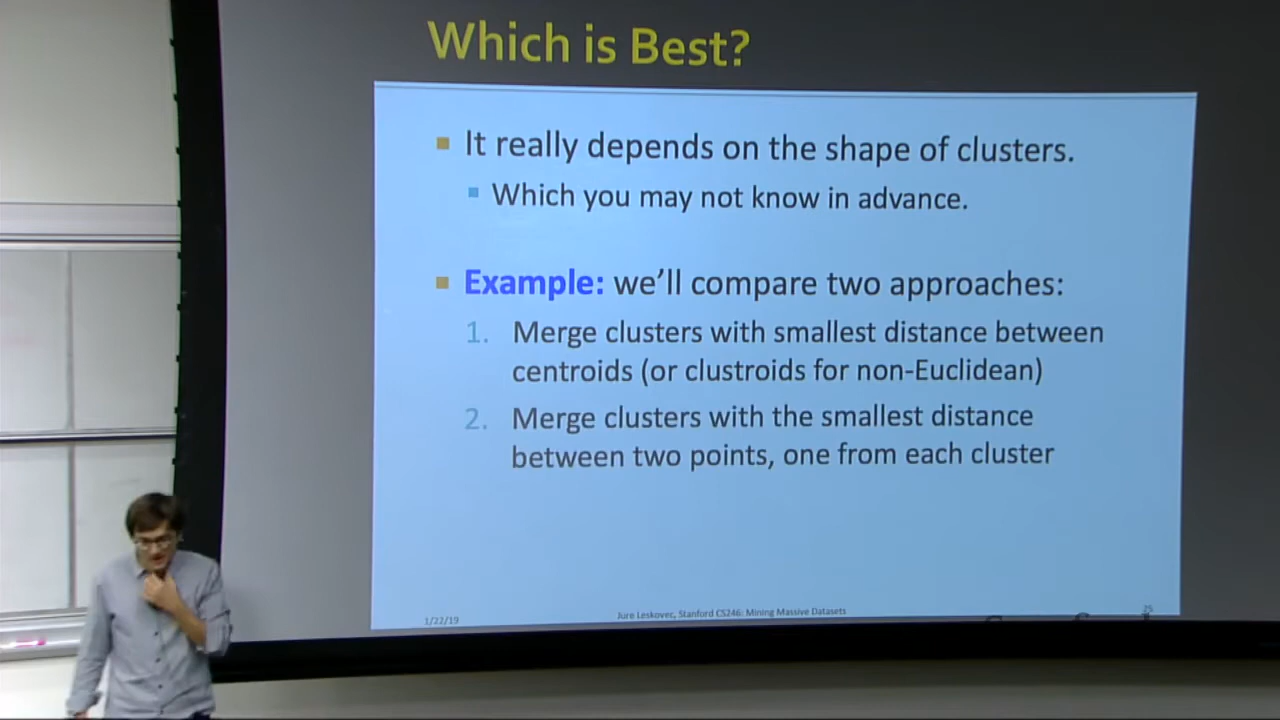 Which is Best?
It really depends on the shape of clusters.
Which you may not know in advance.
Example: we'll compare two approaches:
1. Merge clusters with smallest distance between
centroids (or clustroids for non-Euclidean)
2. Merge clusters with the smallest distance
between two points, one from each cluster
1/22/19
Jure Leskovec, Stanford CS246: Mining Massive Datasets
25